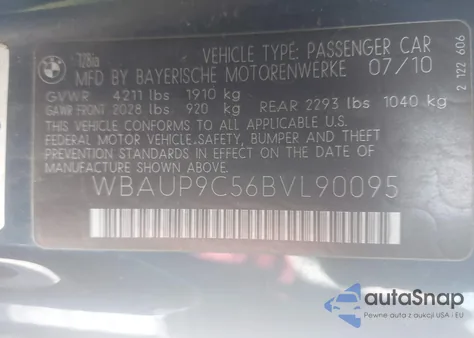 BMW
128ia
VEHICLE TYPE: PASSENGER CAR
MFD BY BAYERISCHE MOTORENWERKE 07/10
GVWR 4211 lbs 1910 kg
GAWR FRONT 2028 lbs 920 kg REAR 2293 lbs 1040 kg
THIS VEHICLE CONFORMS TO ALL APPLICABLE U.S.
FEDERAL MOTOR VEHICLE SAFETY, BUMPER AND THEFT
PREVENTION STANDARDS IN EFFECT ON THE DATE OF
MANUFACTURE SHOWN ABOVE.
WBAUP9C56BVL90095
2 122 606
autoSnap
Pewne auta z aukcji USA i EU